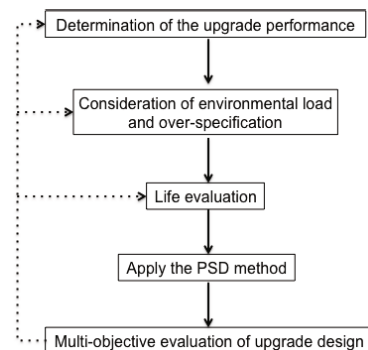 Determination of the upgrade performance
Consideration of environmental load
and over-specification
Life evaluation
Apply the PSD method
Multi-objective evaluation of upgrade design